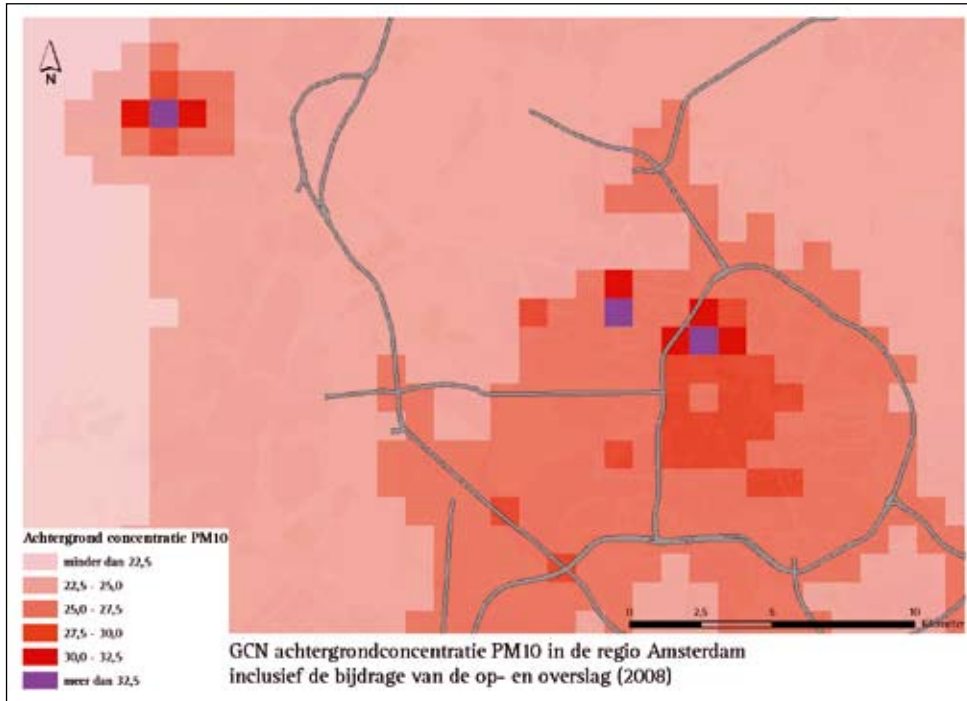 N
Achtergrond concentratie PM10
minder dan 22,5
22,5 - 25,0
25,0 - 27,5
27,5 - 30,0
30,0 - 32,5
meer dan 32,5
0 2,5 5 10
Kilometer
GCN achtergrondconcentratie PM10 in de regio Amsterdam
inclusief de bijdrage van de op- en overslag (2008)